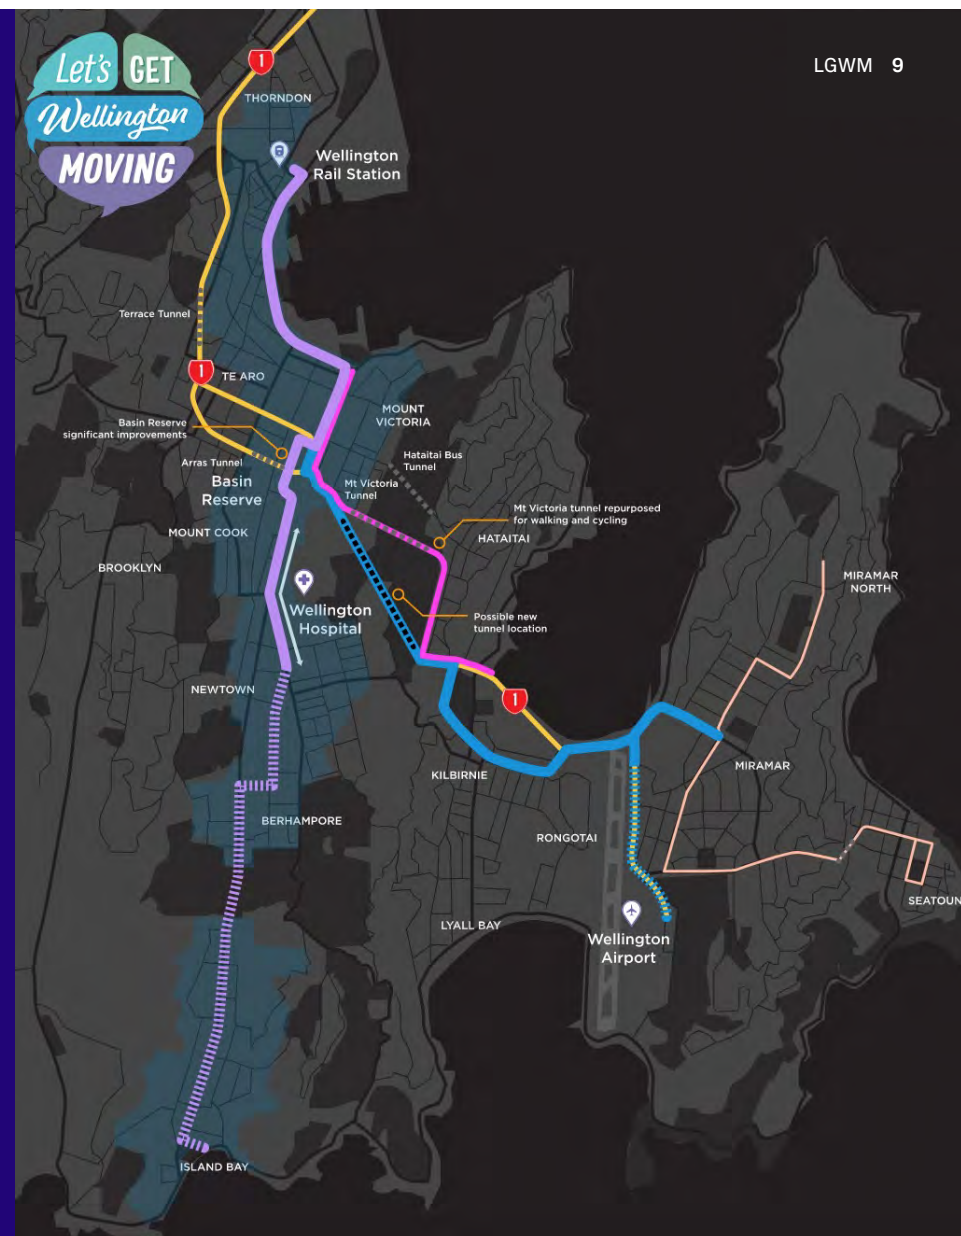 Let's GET
Wellington
MOVING
LGWM 9
1
THORNDON
Wellington
Rail Station
Terrace Tunnel
1
TE ARO
MOUNT
VICTORIA
Basin Reserve
significant improvements
Arras Tunnel
Hataitai Bus
Tunnel
Basin
Reserve
Mt Victoria
Tunnel
Mt Victoria tunnel repurposed
for walking and cycling
MOUNT COOK
HATAITAI
BROOKLYN
MIRAMAR
NORTH
Wellington
Hospital
Possible new
tunnel location
NEWTOWN
1
KILBIRNIE
MIRAMAR
BERHAMPORE
RONGOTAI
SEATOUN
LYALL BAY
Wellington
Airport
ISLAND BAY